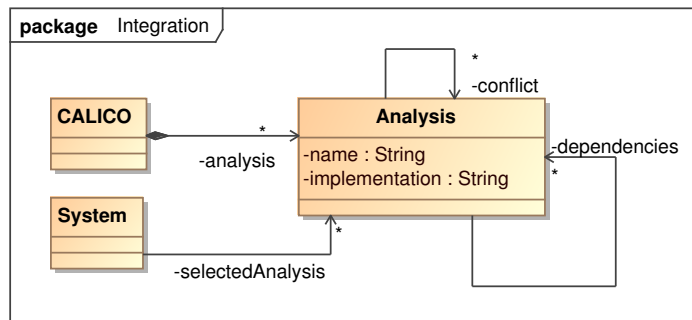 package Integration
*
-conflict
CALICO
*
-analysis
Analysis
-name : String
-implementation : String
-dependencies
*
System
*
-selectedAnalysis